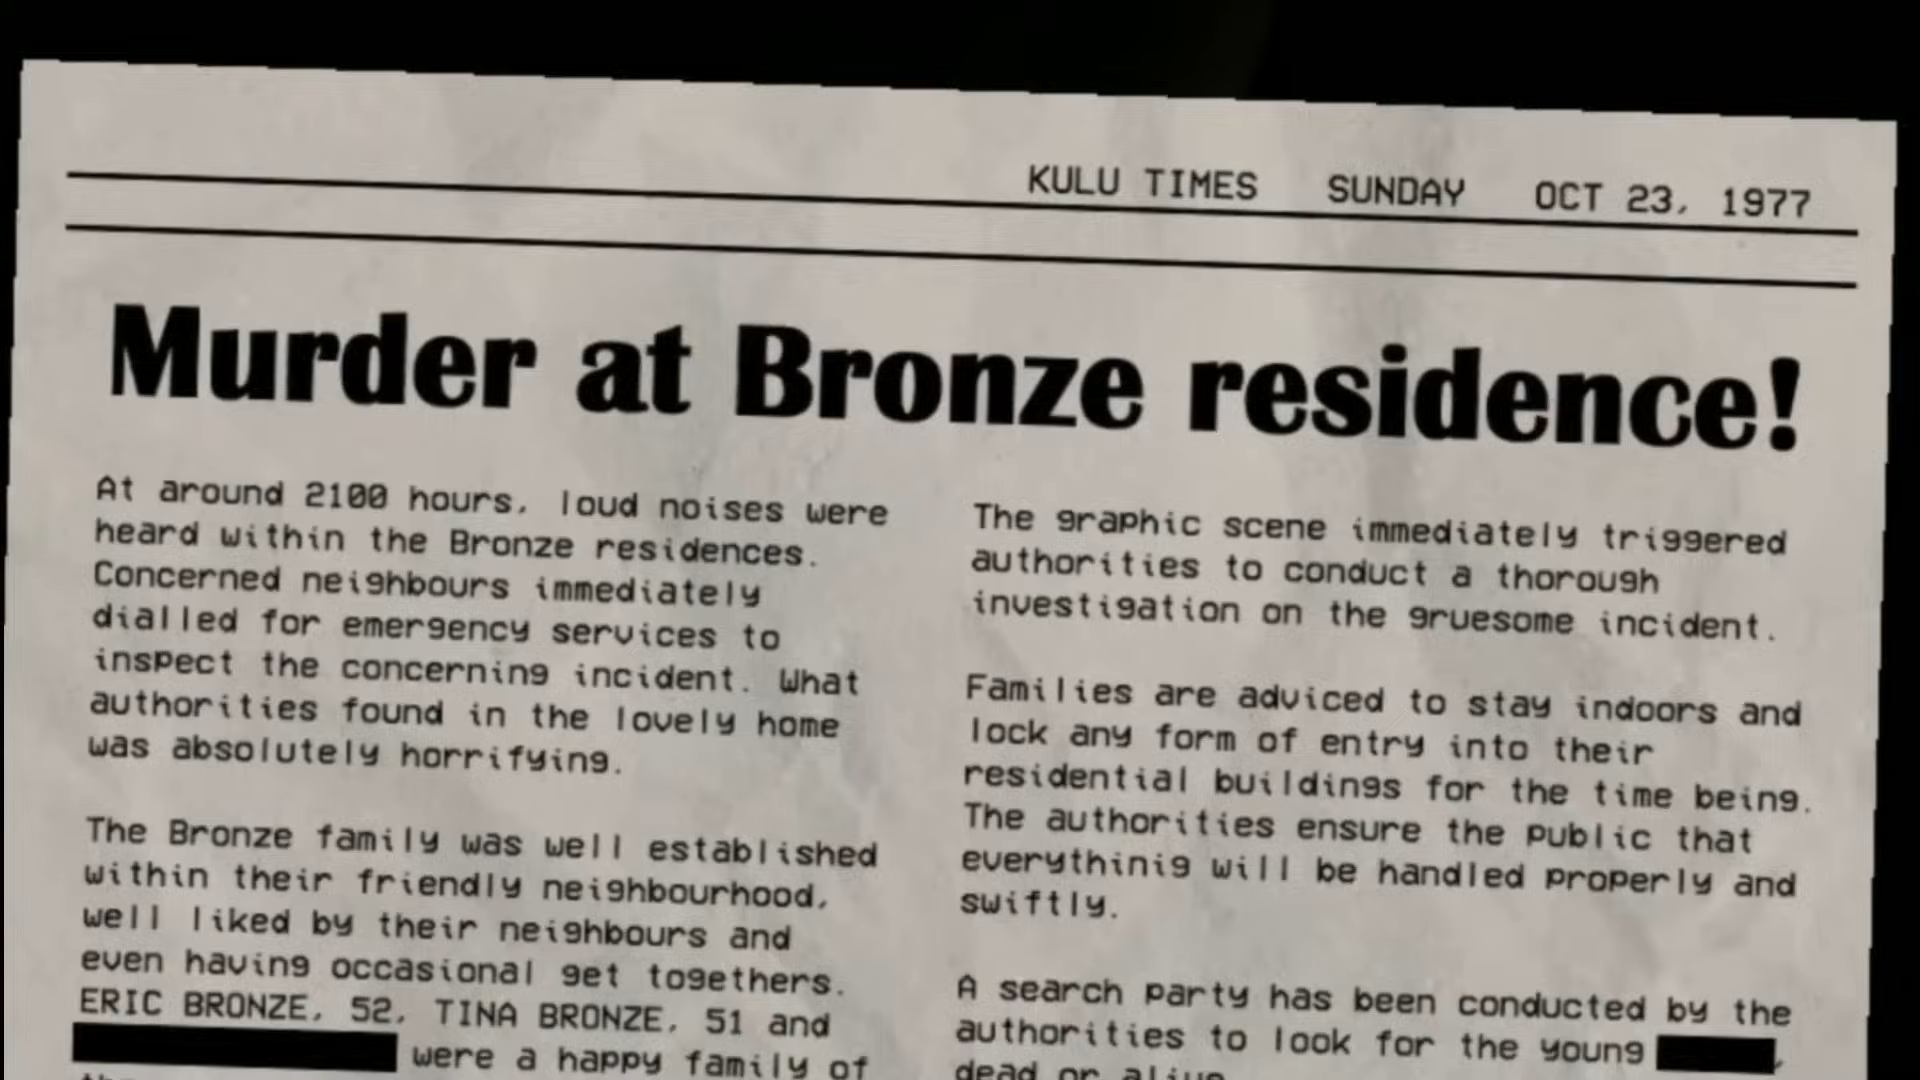 KULU TIMES SUNDAY OCT 23, 1977
Murder at Bronze residence!
At around 2100 hours, loud noises were
heard within the Bronze residences.
Concerned neighbours immediately
dialled for emergency services to
inspect the concerning incident. What
authorities found in the lovely home
was absolutely horrifying.
The Bronze family was well established
within their friendly neighbourhood,
well liked by their neighbours and
even having occasional get togethers.
ERIC BRONZE, 52, TINA BRONZE, 51 and
were a happy family of
The graphic scene immediately triggered
authorities to conduct a thorough
investigation on the gruesome incident.
Families are adviced to stay indoors and
lock any form of entry into their
residential buildings for the time being.
The authorities ensure the public that
everythinig will be handled properly and
swiftly.
A search party has been conducted by the
authorities to look for the young ,
dead or alive